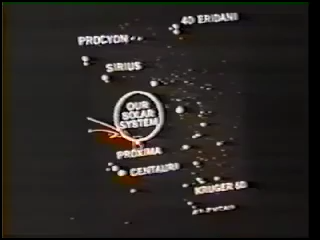 40 ERIDANI
PROCYON
SIRIUS
OUR
SOLAR
SYSTEM
PROXIMA
CENTAURI
KRUGER 60